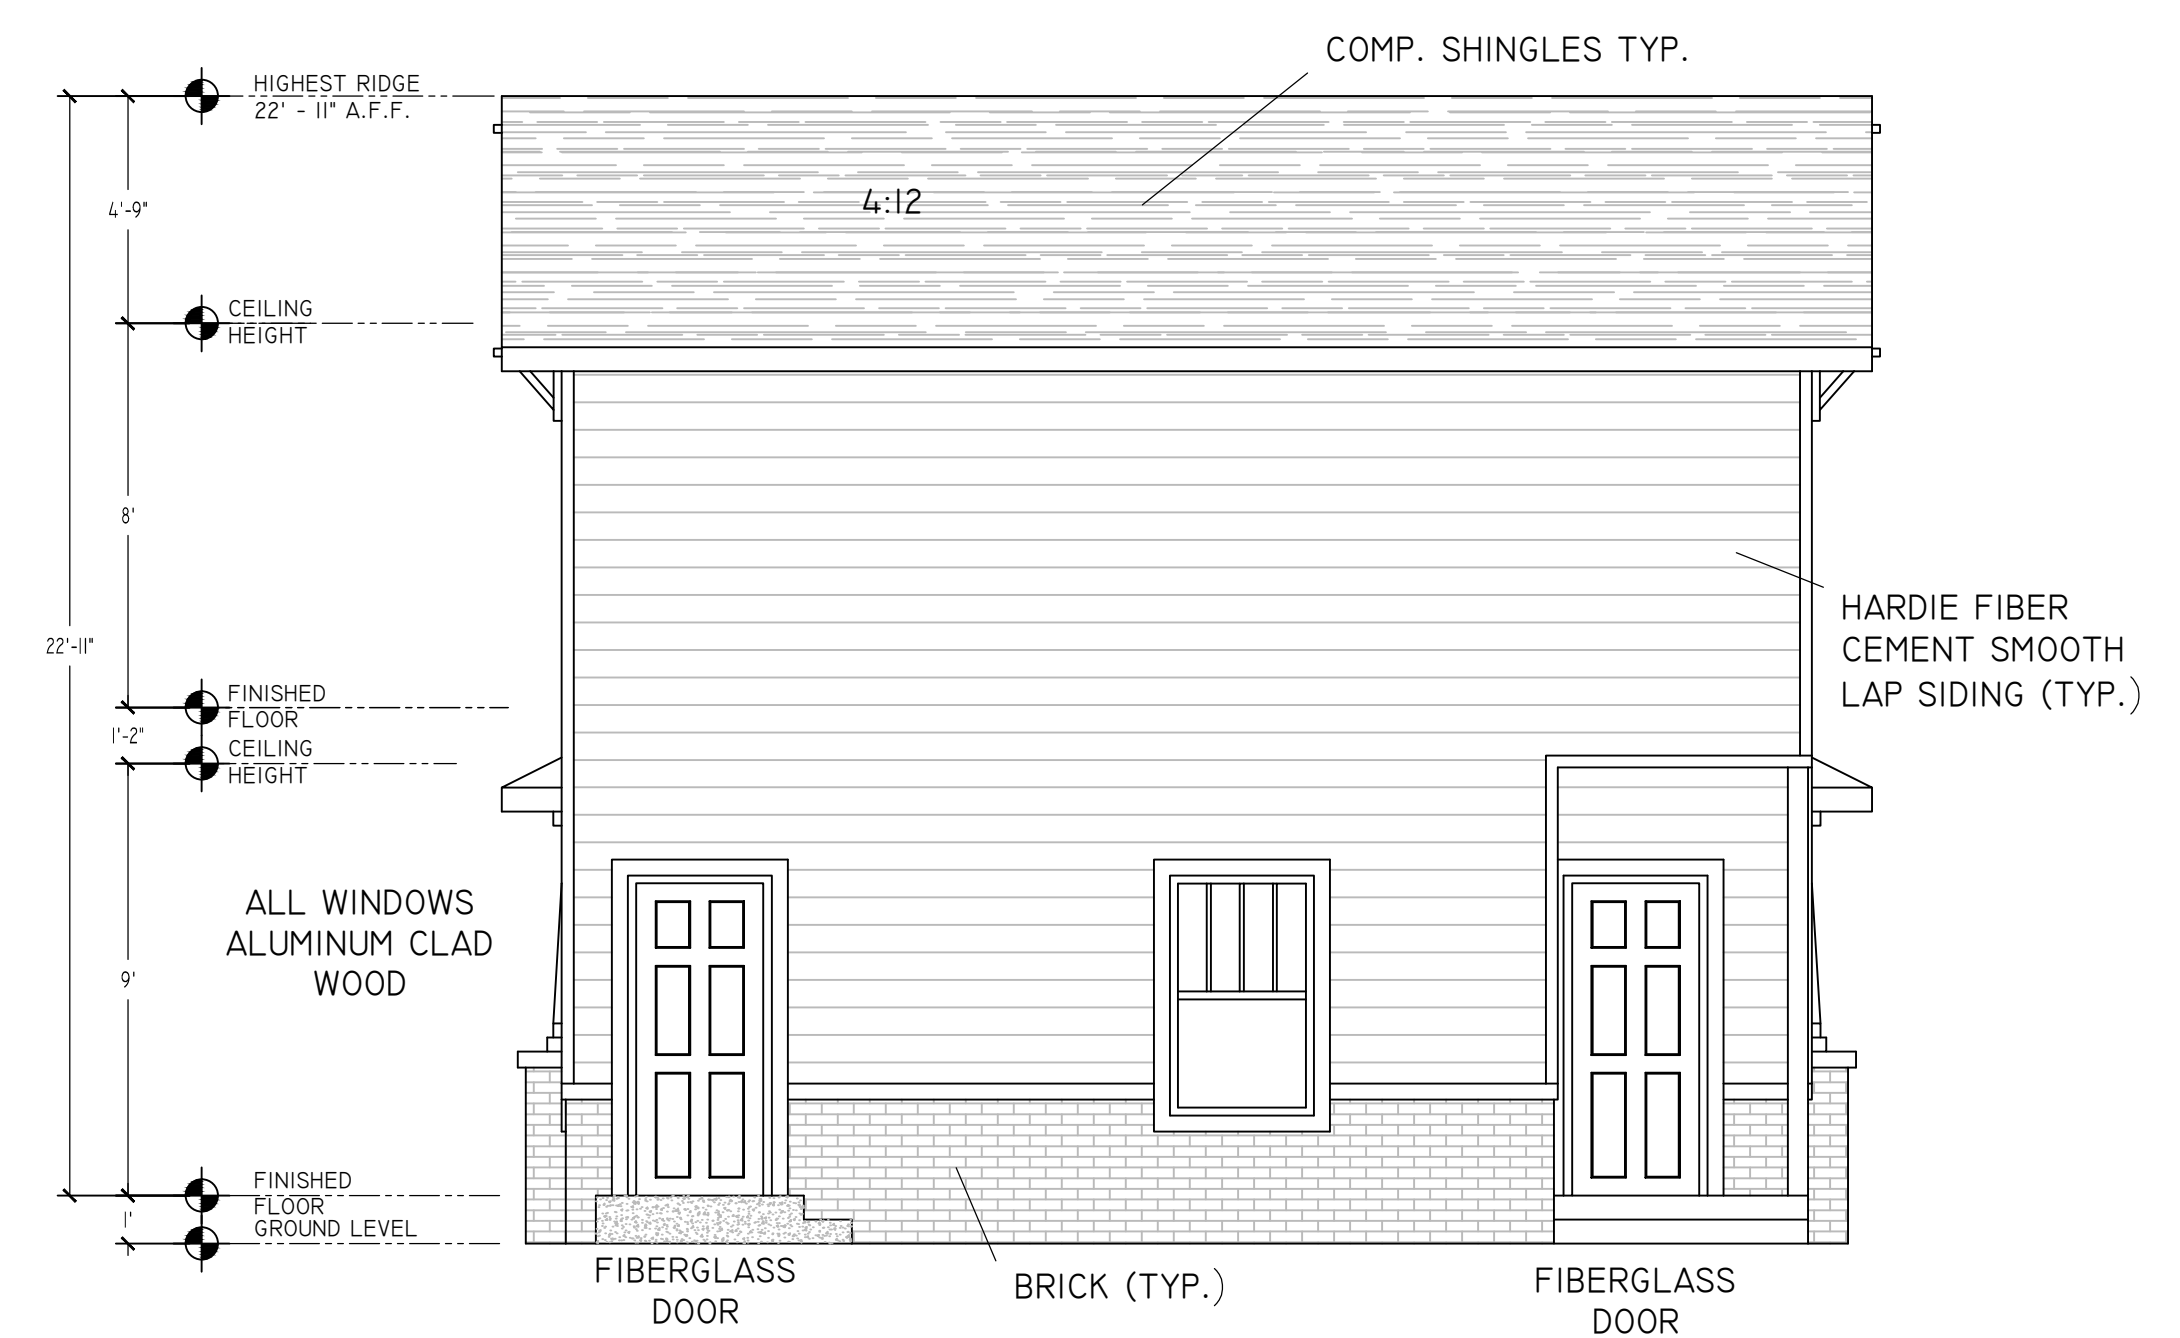 COMP. SHINGLES TYP.
HIGHEST RIDGE
22' - 11" A.F.F.
4'-9"
4:12
CEILING
HEIGHT
8'
HARDIE FIBER
CEMENT SMOOTH
LAP SIDING (TYP.)
22'-11"
FINISHED
FLOOR
1'-2"
CEILING
HEIGHT
ALL WINDOWS
ALUMINUM CLAD
WOOD
9'
FINISHED
FLOOR
1'
GROUND LEVEL
FIBERGLASS
DOOR
BRICK (TYP.)
FIBERGLASS
DOOR